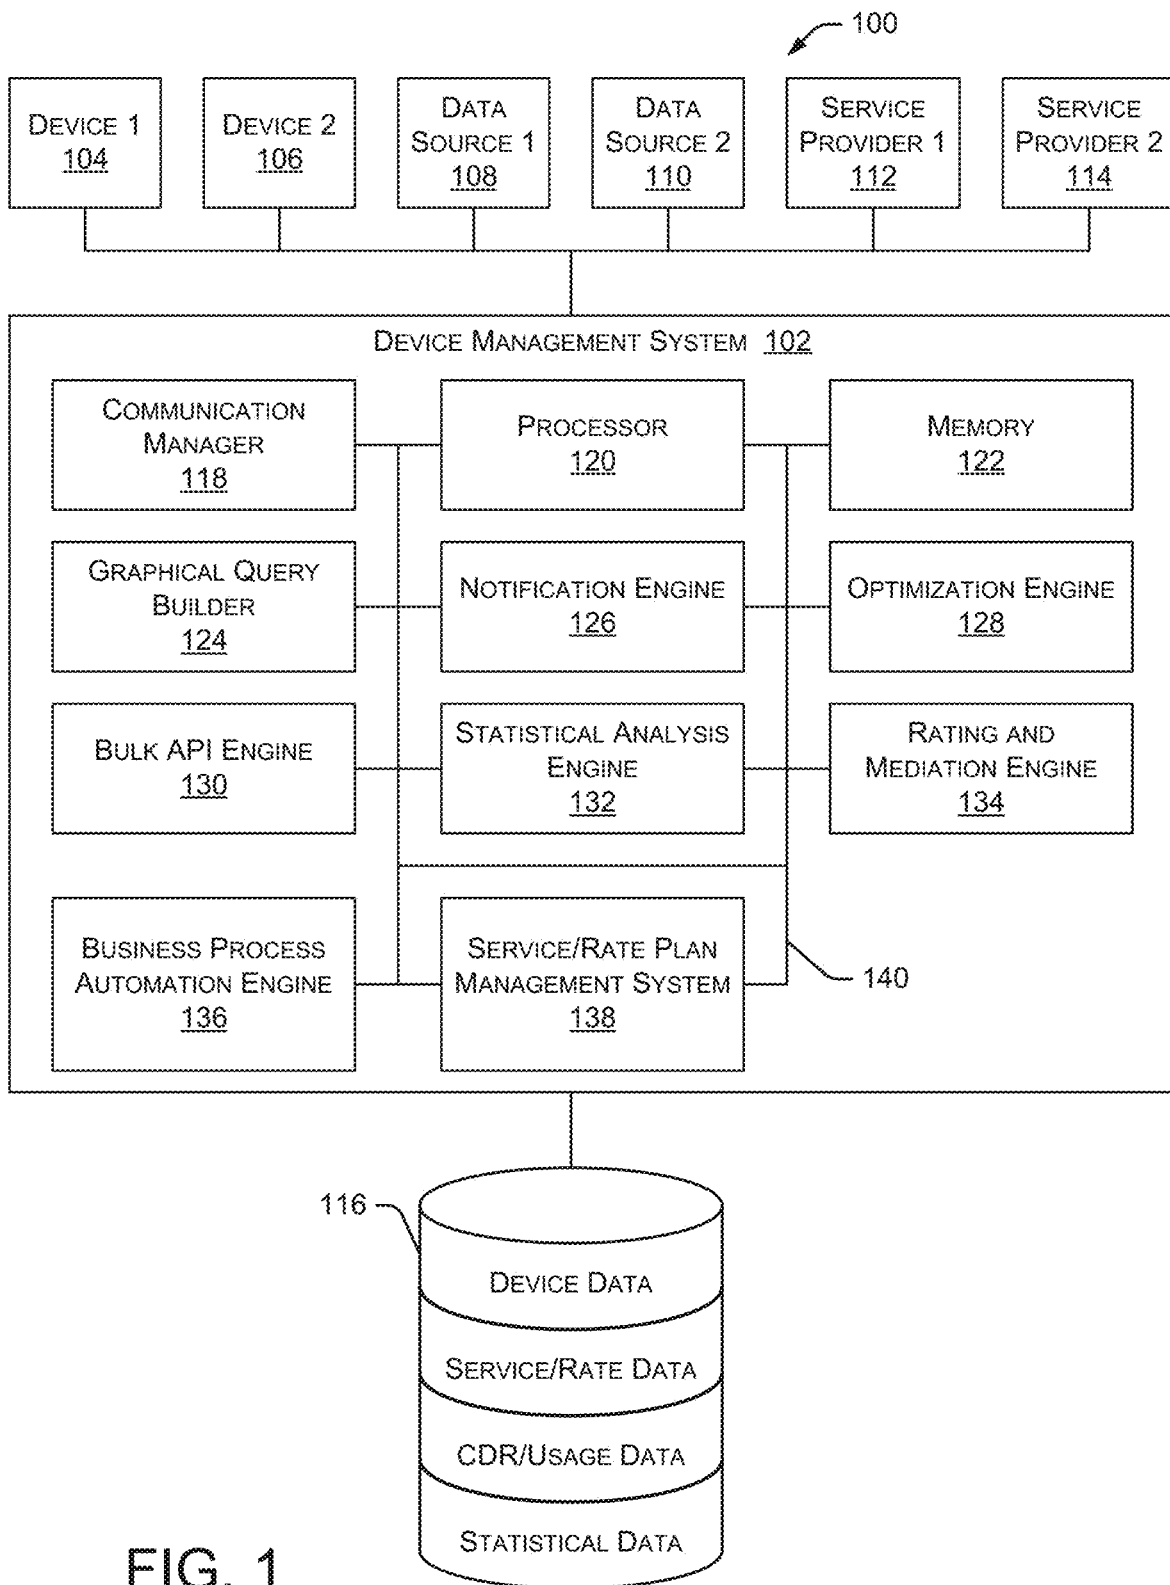 100
DEVICE 1
104
DEVICE 2
106
DATA
SOURCE 1
108
DATA
SOURCE 2
110
SERVICE
PROVIDER 1
112
SERVICE
PROVIDER 2
114
DEVICE MANAGEMENT SYSTEM 102
COMMUNICATION
MANAGER
118
PROCESSOR
120
MEMORY
122
GRAPHICAL QUERY
BUILDER
124
NOTIFICATION ENGINE
126
OPTIMIZATION ENGINE
128
BULK API ENGINE
130
STATISTICAL ANALYSIS
ENGINE
132
RATING AND
MEDIATION ENGINE
134
BUSINESS PROCESS
AUTOMATION ENGINE
136
SERVICE/RATE PLAN
MANAGEMENT SYSTEM
138
140
116
DEVICE DATA
SERVICE/RATE DATA
CDR/USAGE DATA
STATISTICAL DATA
FIG. 1